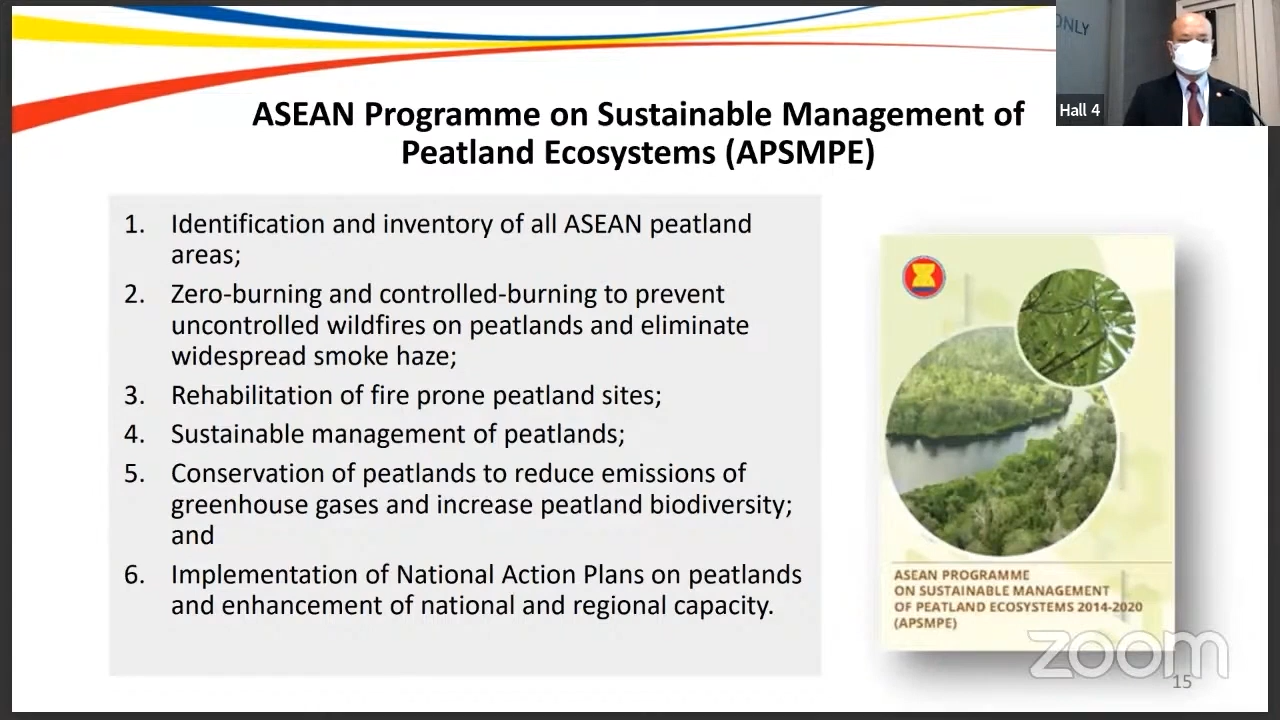 ONLY
Hall 4
ASEAN Programme on Sustainable Management of
Peatland Ecosystems (APSMPE)
1. Identification and inventory of all ASEAN peatland
areas;
2. Zero-burning and controlled-burning to prevent
uncontrolled wildfires on peatlands and eliminate
widespread smoke haze;
3. Rehabilitation of fire prone peatland sites;
4. Sustainable management of peatlands;
5. Conservation of peatlands to reduce emissions of
greenhouse gases and increase peatland biodiversity;
and
6. Implementation of National Action Plans on peatlands
and enhancement of national and regional capacity.
ASEAN PROGRAMME
ON SUSTAINABLE MANAGEMENT
OF PEATLAND ECOSYSTEMS 2014-2020
(APSMPE)
zoom
15